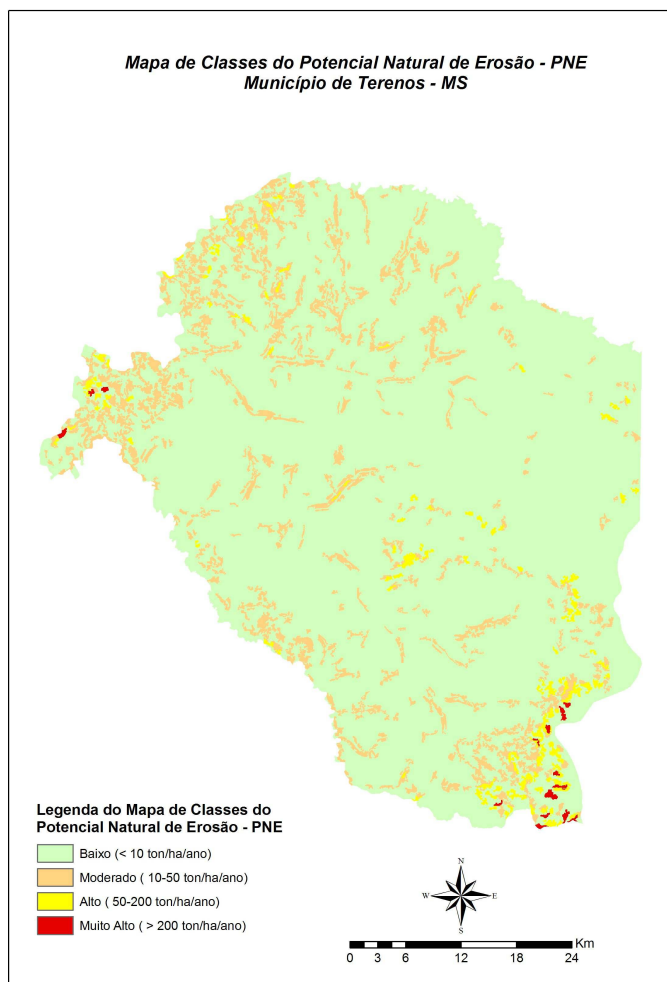 Mapa de Classes do Potencial Natural de Erosão - PNE
Município de Terenos - MS
Legenda do Mapa de Classes do
Potencial Natural de Erosão - PNE
Baixo (< 10 ton/ha/ano)
Moderado ( 10-50 ton/ha/ano)
Alto ( 50-200 ton/ha/ano)
Muito Alto ( > 200 ton/ha/ano)
N
W E
S
Km
0 3 6 12 18 24